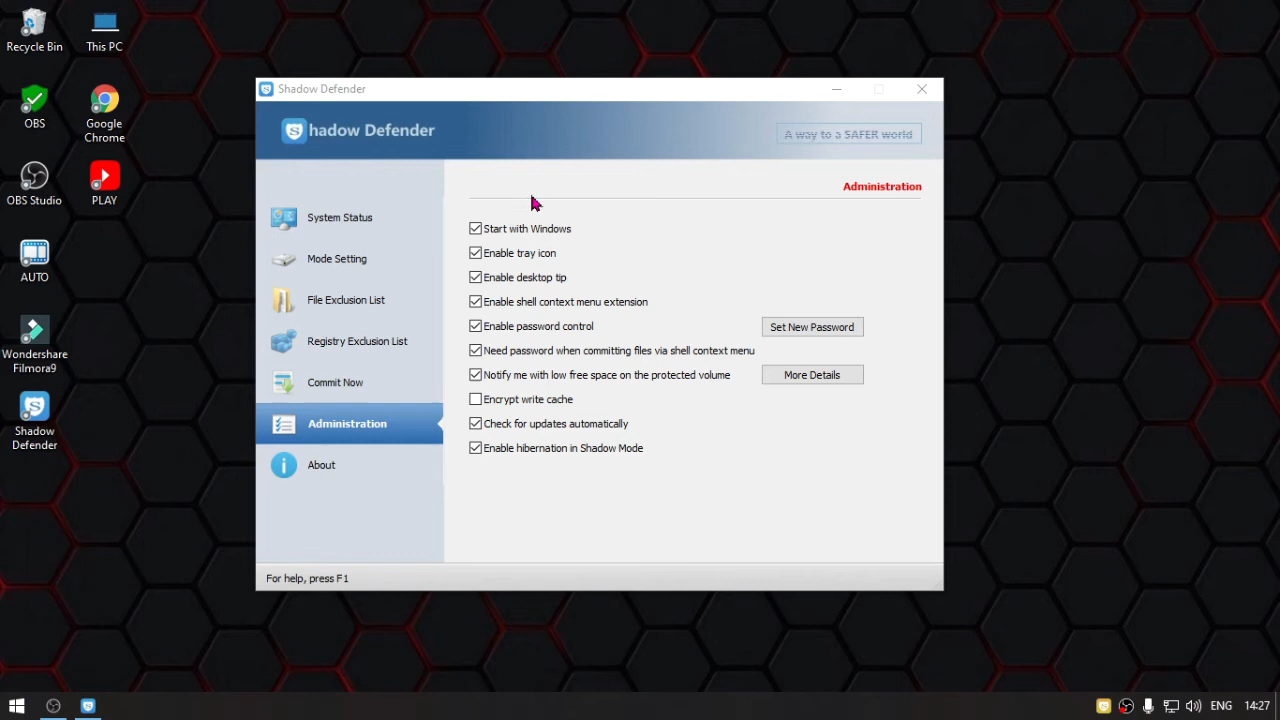 Recycle Bin
This PC
OBS
Google
Chrome
OBS Studio
PLAY
AUTO
Wondershare
Filmora9
Shadow
Defender
Shadow Defender
Shadow Defender
A way to a SAFER world
System Status
Mode Setting
File Exclusion List
Registry Exclusion List
Commit Now
Administration
About
Administration
Start with Windows
Enable tray icon
Enable desktop tip
Enable shell context menu extension
Enable password control
Set New Password
Need password when committing files via shell context menu
Notify me with low free space on the protected volume
More Details
Encrypt write cache
Check for updates automatically
Enable hibernation in Shadow Mode
For help, press F1
ENG
14:27